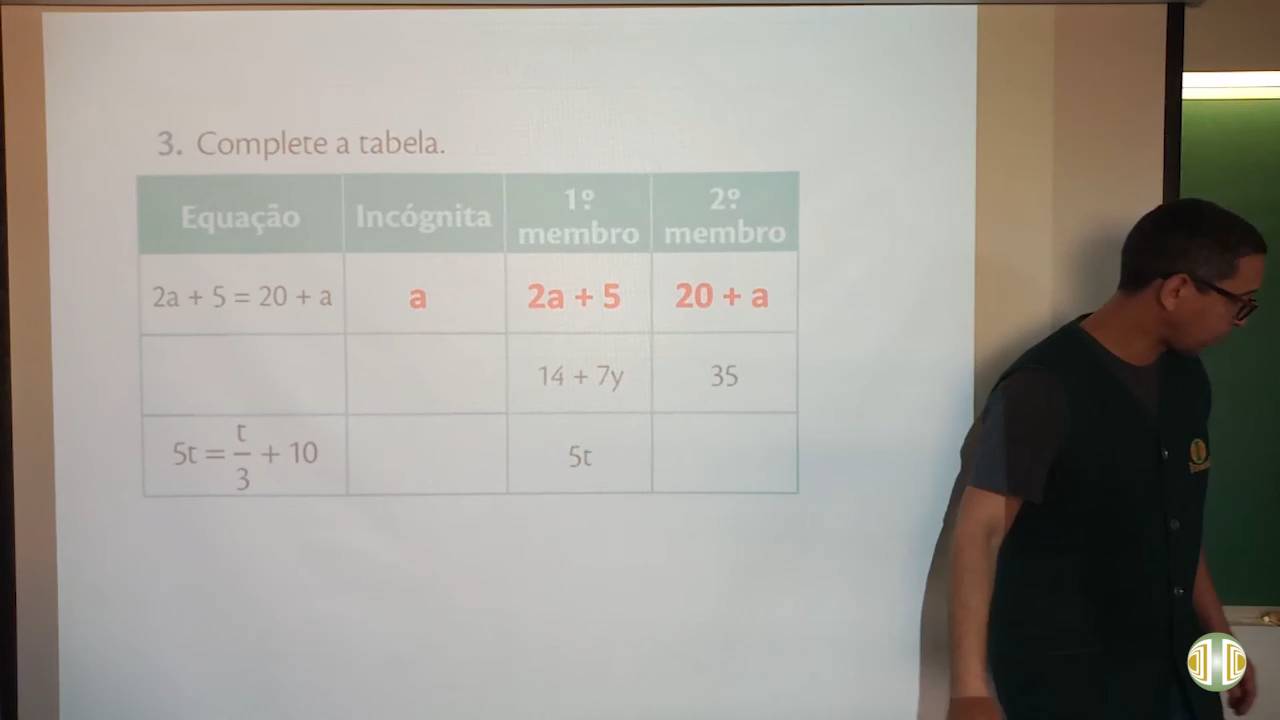 3. Complete a tabela.
Equação Incógnita 1º membro 2º membro
2a + 5 = 20 + a a 2a + 5 20 + a
14 + 7y 35
5t = t/3 + 10 5t